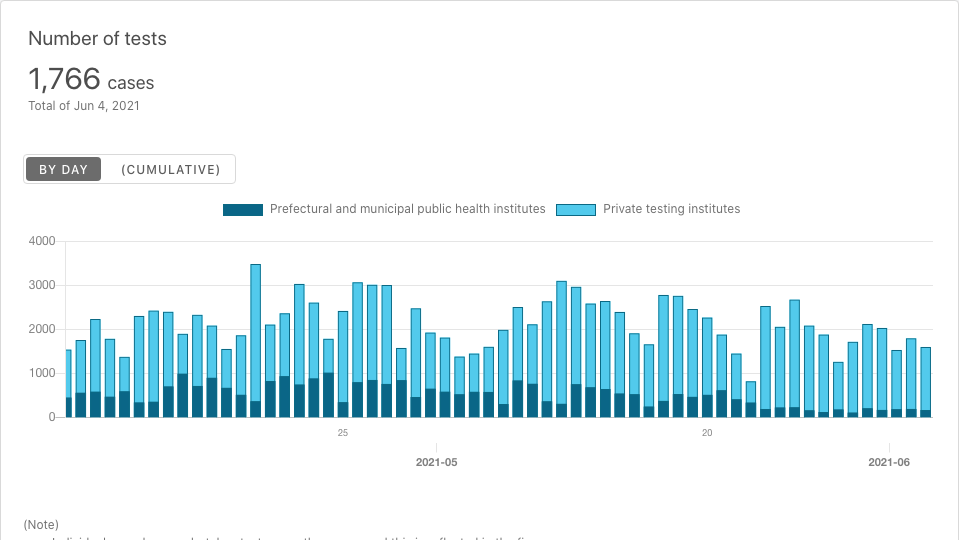 Number of tests
1,766 cases
Total of Jun 4, 2021
BY DAY (CUMULATIVE)
Prefectural and municipal public health institutes Private testing institutes
4000
3000
2000
1000
0
25 20
2021-05 2021-06
(Note)